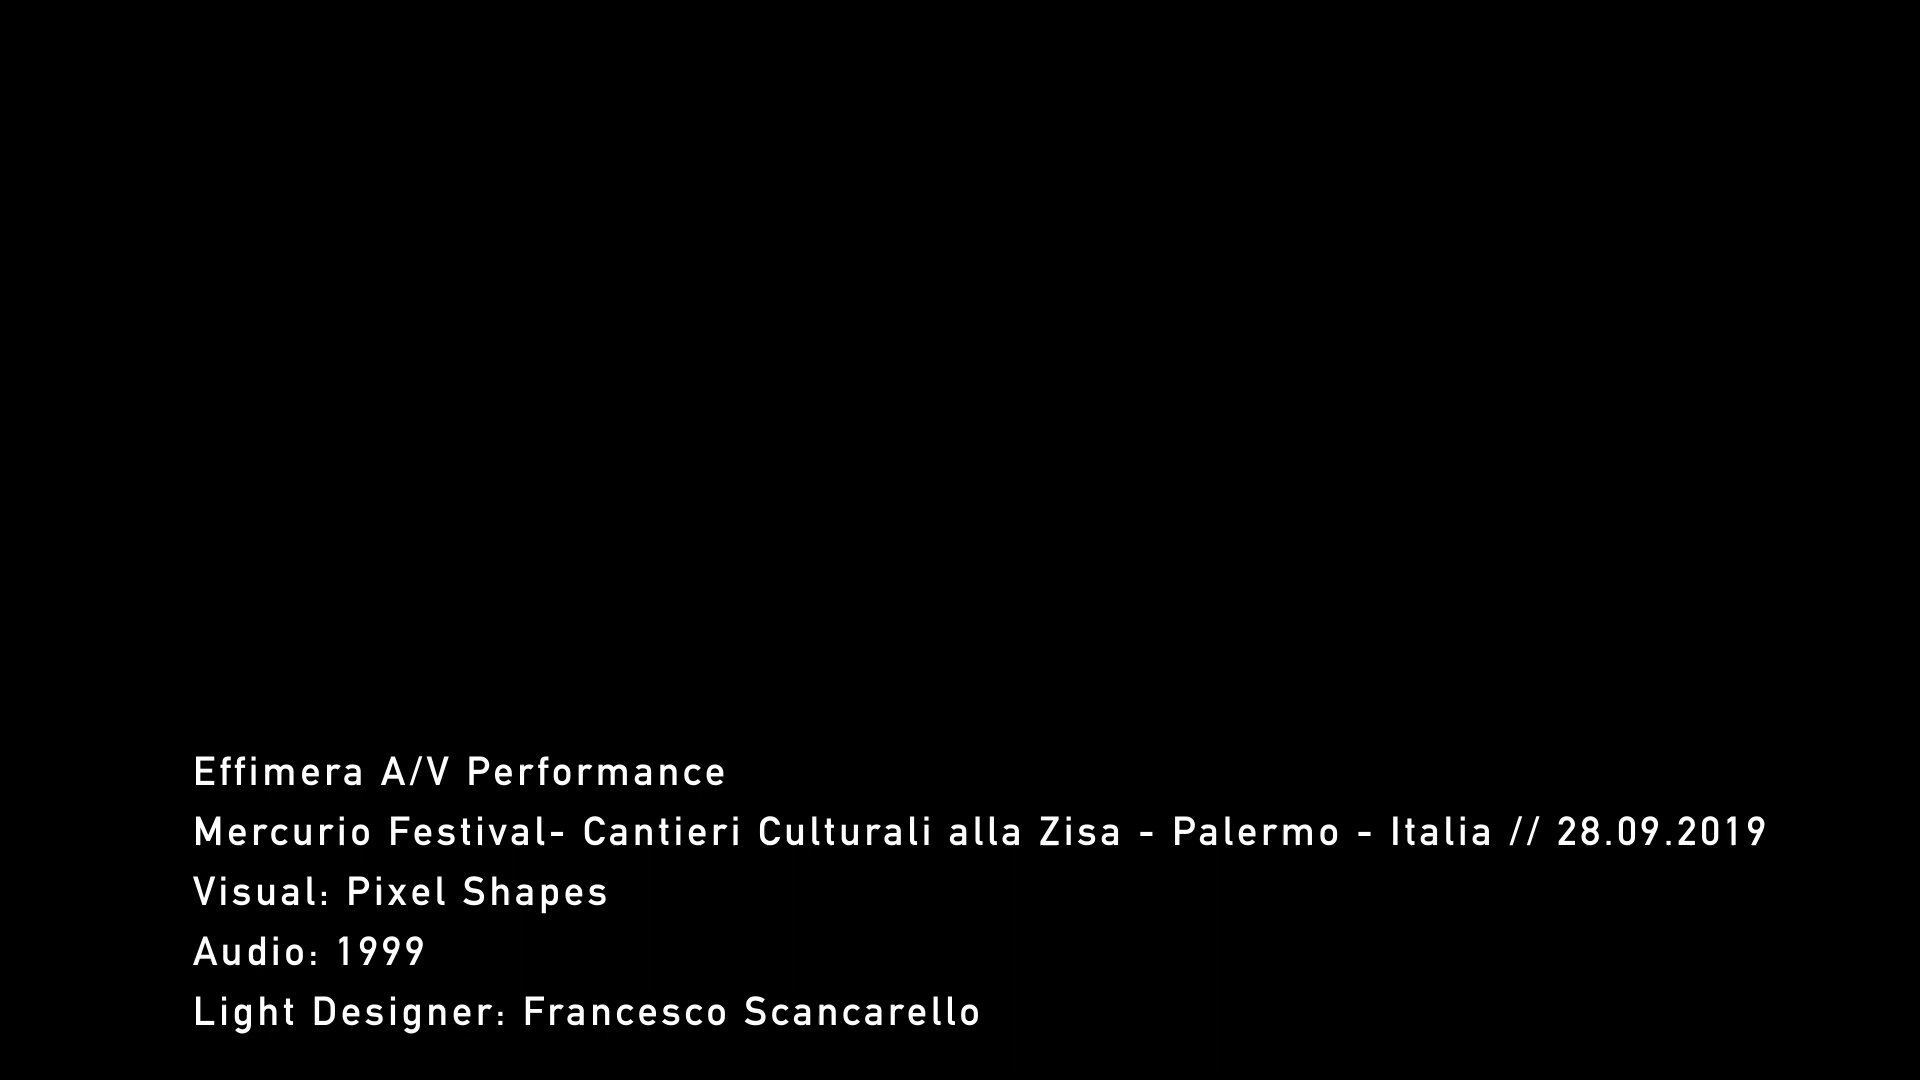 Effimera A/V Performance
Mercurio Festival- Cantieri Culturali alla Zisa - Palermo - Italia // 28.09.2019
Visual: Pixel Shapes
Audio: 1999
Light Designer: Francesco Scancarello